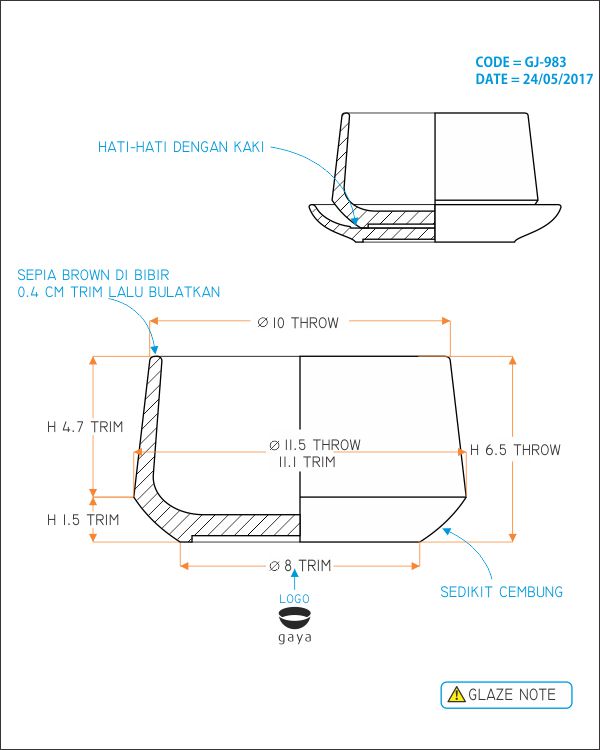 CODE = GJ-983
DATE = 24/05/2017
HATI-HATI DENGAN KAKI
SEPIA BROWN DI BIBIR
0.4 CM TRIM LALU BULATKAN
Ø 10 THROW
H 4.7 TRIM
Ø 11.5 THROW
11.1 TRIM
H 6.5 THROW
H 1.5 TRIM
Ø 8 TRIM
SEDIKIT CEMBUNG
LOGO
gaya
GLAZE NOTE